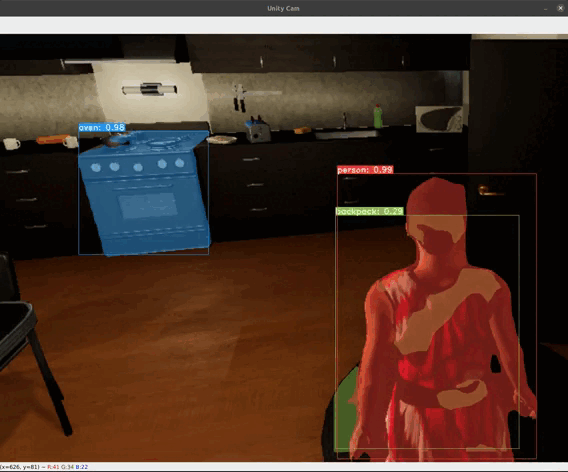 Unity Cam
oven: 0.98
person: 0.99
backpack: 0.29
(x=626, y=81) ~ R:41 G:34 B:22